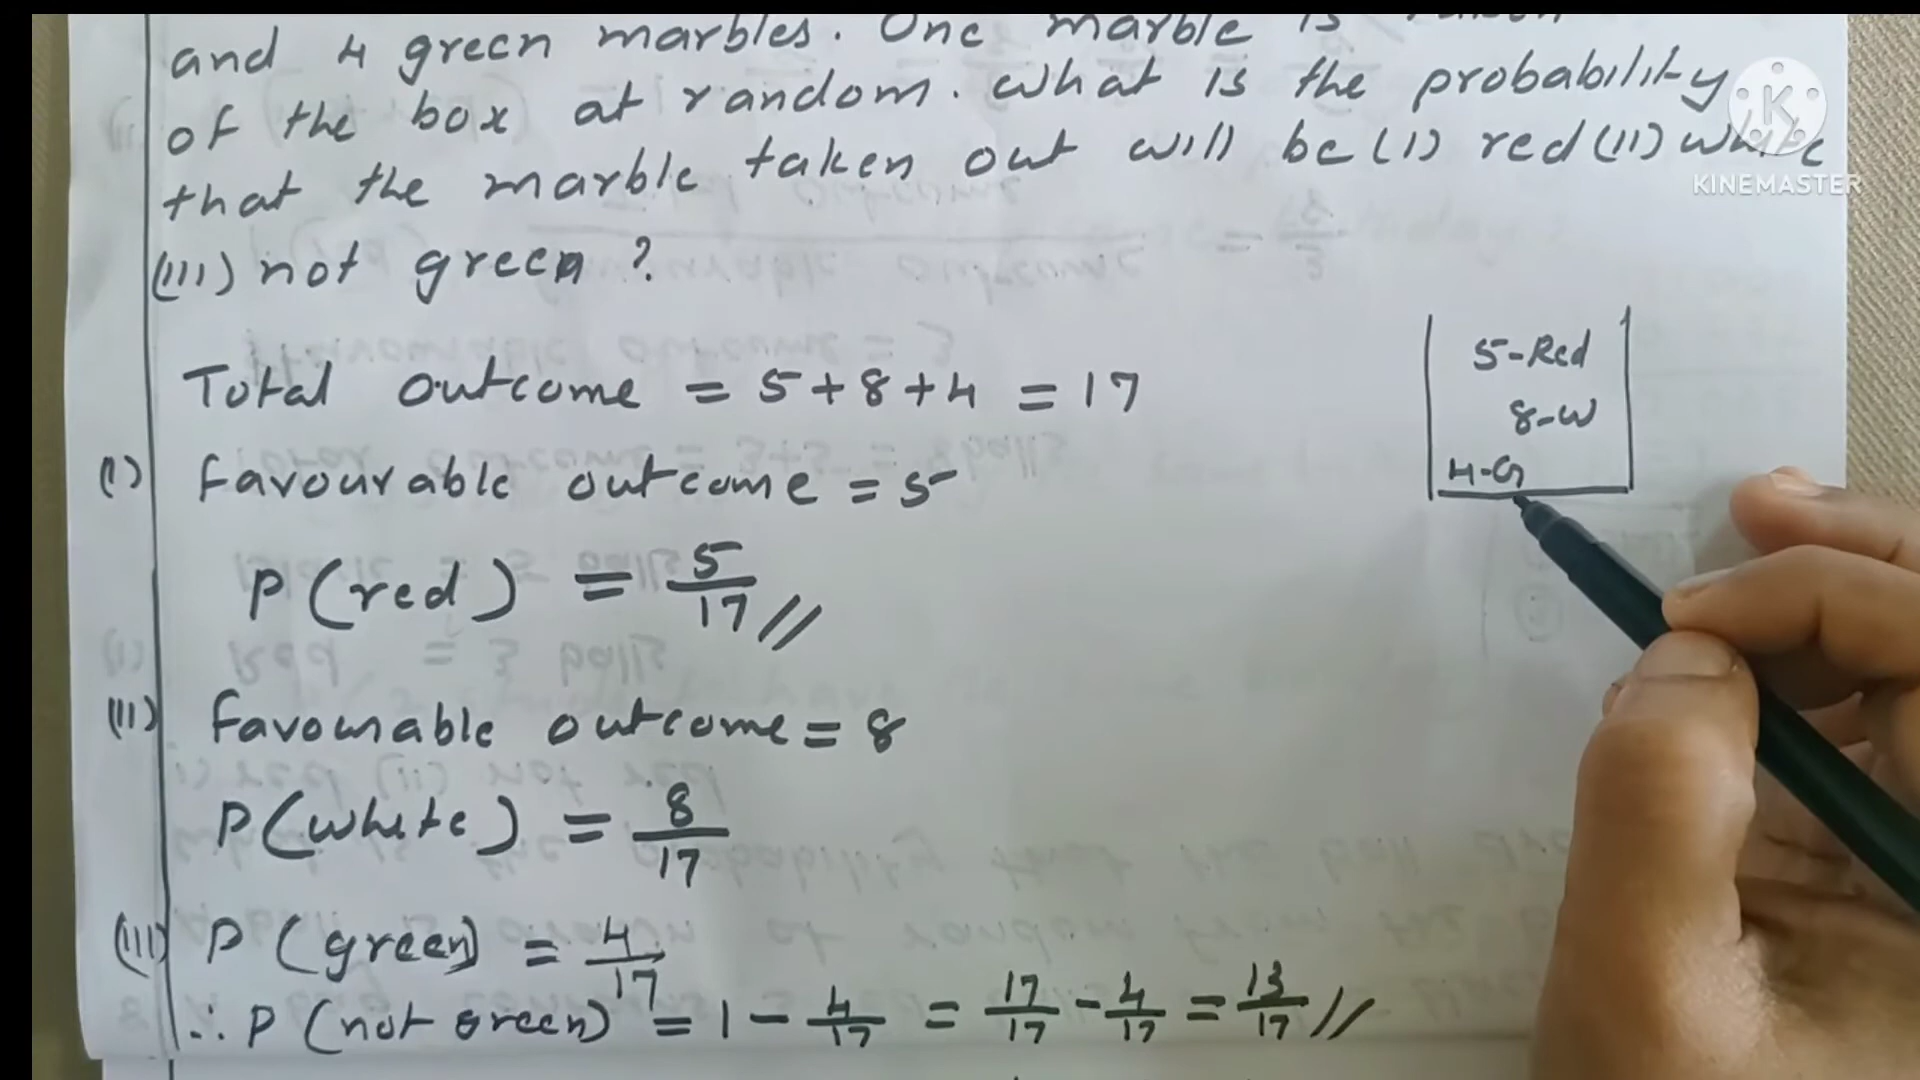 and 4 green marbles. One marble is
of the box at random. What is the probability
that the marble taken out will be (i) red (ii) white
(iii) not green?
KINEMASTER
Total outcome = 5+8+4 = 17
5-Red
8-W
4-G
(i) Favourable outcome = 5
P(red) = 5/17 //
(ii) Favourable outcome = 8
P(white) = 8/17
(iii) P(green) = 4/17
∴ P(not green) = 1 - 4/17 = 17/17 - 4/17 = 13/17 //